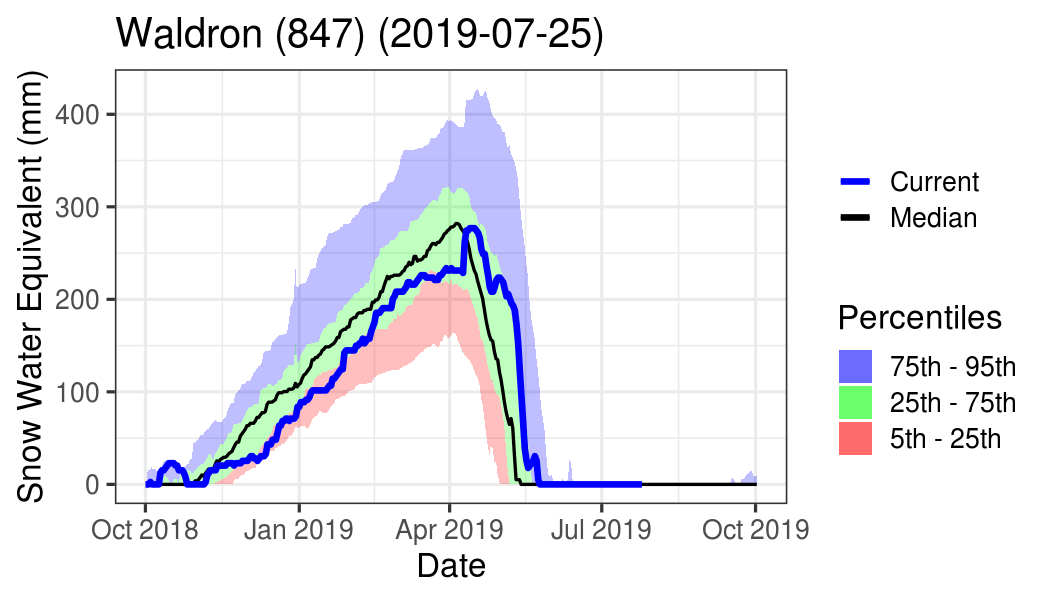 Waldron (847) (2019-07-25)
Snow Water Equivalent (mm)
400
300
200
100
0
Oct 2018
Jan 2019
Apr 2019
Jul 2019
Oct 2019
Date
Current
Median
Percentiles
75th - 95th
25th - 75th
5th - 25th